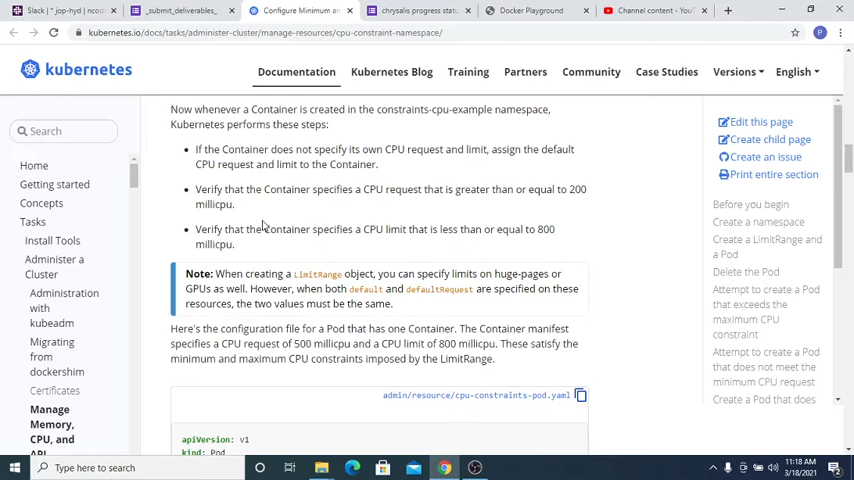 Slack | * jop-hyd | ncod
_submit_deliverables_
Configure Minimum an
chrysalis progress statu
Docker Playground
Channel content - YouT
kubernetes.io/docs/tasks/administer-cluster/manage-resources/cpu-constraint-namespace/
P
kubernetes
Documentation
Kubernetes Blog
Training
Partners
Community
Case Studies
Versions
English
Search
Home
Getting started
Concepts
Tasks
Install Tools
Administer a
Cluster
Administration
with
kubeadm
Migrating
from
dockershim
Certificates
Manage
Memory,
CPU, and
API
Now whenever a Container is created in the constraints-cpu-example namespace,
Kubernetes performs these steps:
If the Container does not specify its own CPU request and limit, assign the default
CPU request and limit to the Container.
Verify that the Container specifies a CPU request that is greater than or equal to 200
millicpu.
Verify that the Container specifies a CPU limit that is less than or equal to 800
millicpu.
Note: When creating a LimitRange object, you can specify limits on huge-pages or
GPUs as well. However, when both default and defaultRequest are specified on these
resources, the two values must be the same.
Here's the configuration file for a Pod that has one Container. The Container manifest
specifies a CPU request of 500 millicpu and a CPU limit of 800 millicpu. These satisfy the
minimum and maximum CPU constraints imposed by the LimitRange.
admin/resource/cpu-constraints-pod.yaml
apiVersion: v1
kind: Pod
Edit this page
Create child page
Create an issue
Print entire section
Before you begin
Create a namespace
Create a LimitRange and
a Pod
Delete the Pod
Attempt to create a Pod
that exceeds the
maximum CPU
constraint
Attempt to create a Pod
that does not meet the
minimum CPU request
Create a Pod that does
Type here to search
11:18 AM
3/18/2021
2